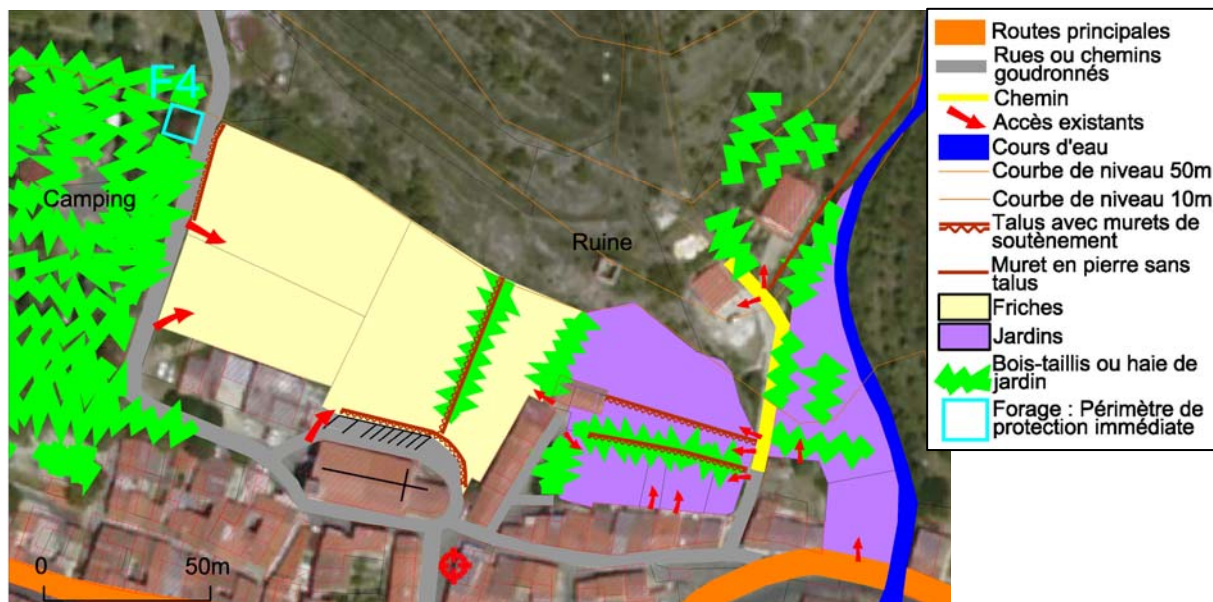 F4
Camping
Ruine
0 50m
Routes principales
Rues ou chemins
goudronnés
Chemin
Accès existants
Cours d'eau
Courbe de niveau 50m
Courbe de niveau 10m
Talus avec murets de
soutènement
Muret en pierre sans
talus
Friches
Jardins
Bois-taillis ou haie de
jardin
Forage : Périmètre de
protection immédiate